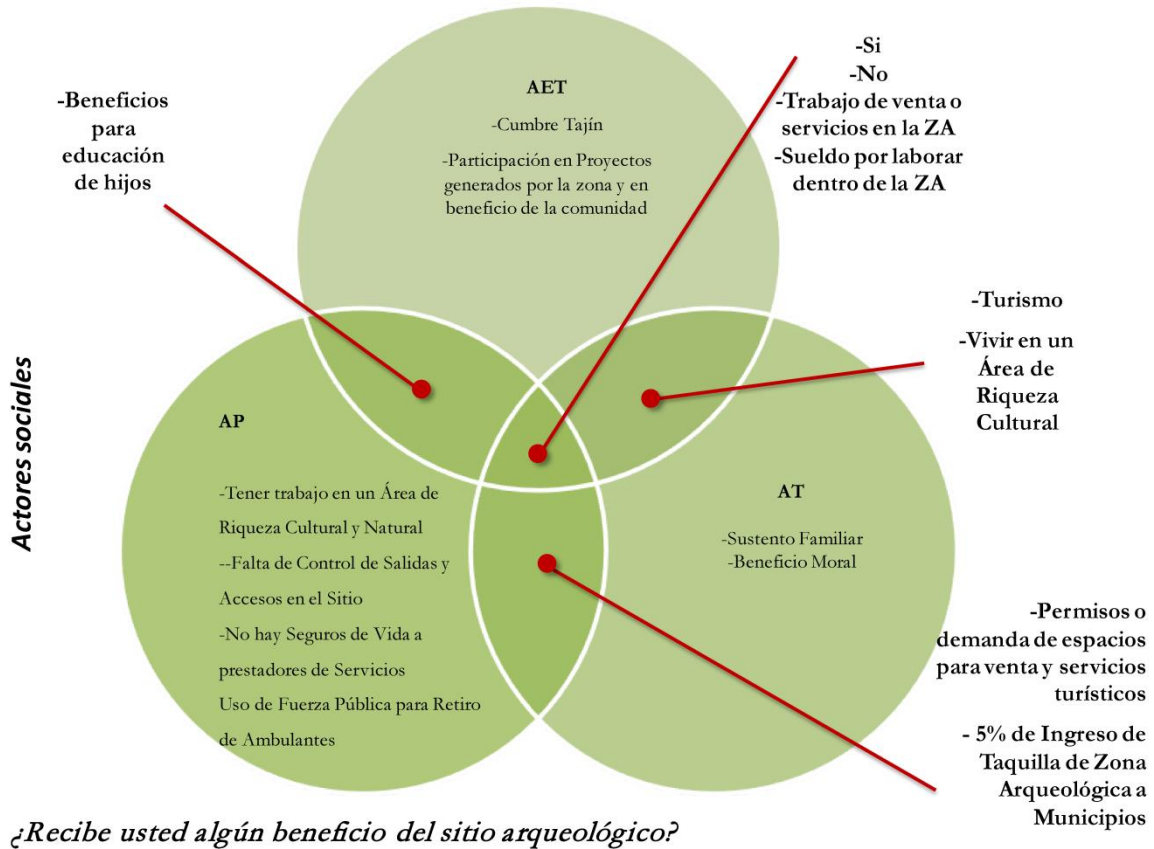 -Beneficios
para
educación
de hijos
AET
-Cumbre Tajín
-Participación en Proyectos
generados por la zona y en
beneficio de la comunidad
-Si
-No
-Trabajo de venta o
servicios en la ZA
-Sueldo por laborar
dentro de la ZA
-Turismo
-Vivir en un
Área de
Riqueza
Cultural
Actores sociales
AP
-Tener trabajo en un Área de
Riqueza Cultural y Natural
--Falta de Control de Salidas y
Accesos en el Sitio
-No hay Seguros de Vida a
prestadores de Servicios
Uso de Fuerza Pública para Retiro
de Ambulantes
AT
-Sustento Familiar
-Beneficio Moral
-Permisos o
demanda de espacios
para venta y servicios
turísticos
- 5% de Ingreso de
Taquilla de Zona
Arqueológica a
Municipios
¿Recibe usted algún beneficio del sitio arqueológico?